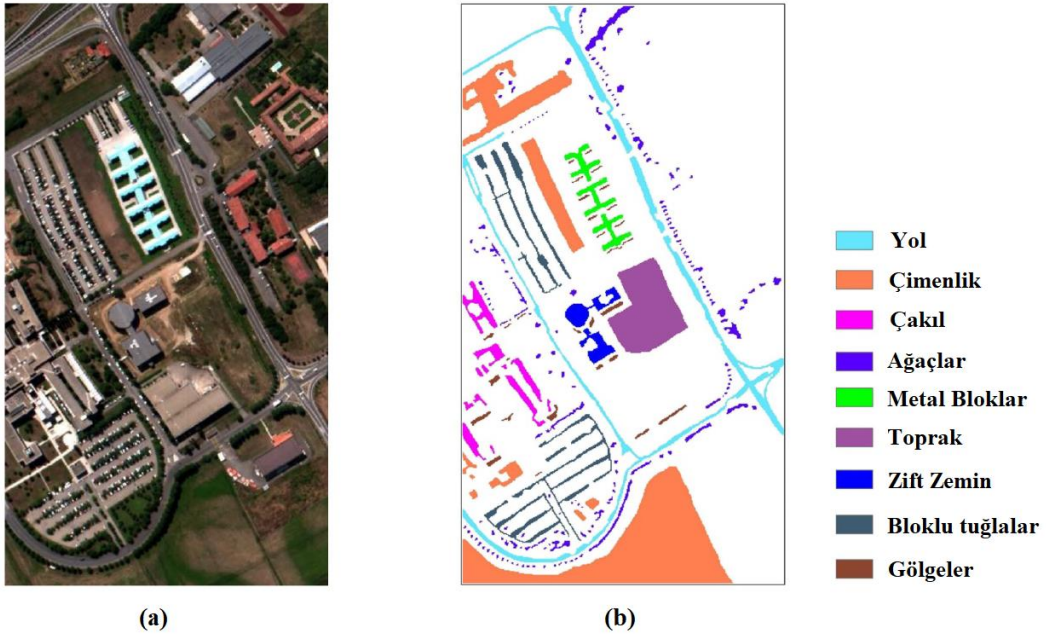 Yol
Çimenlik
Çakıl
Ağaçlar
Metal Bloklar
Toprak
Zift Zemin
Bloklu tuğlalar
Gölgeler
(a)
(b)